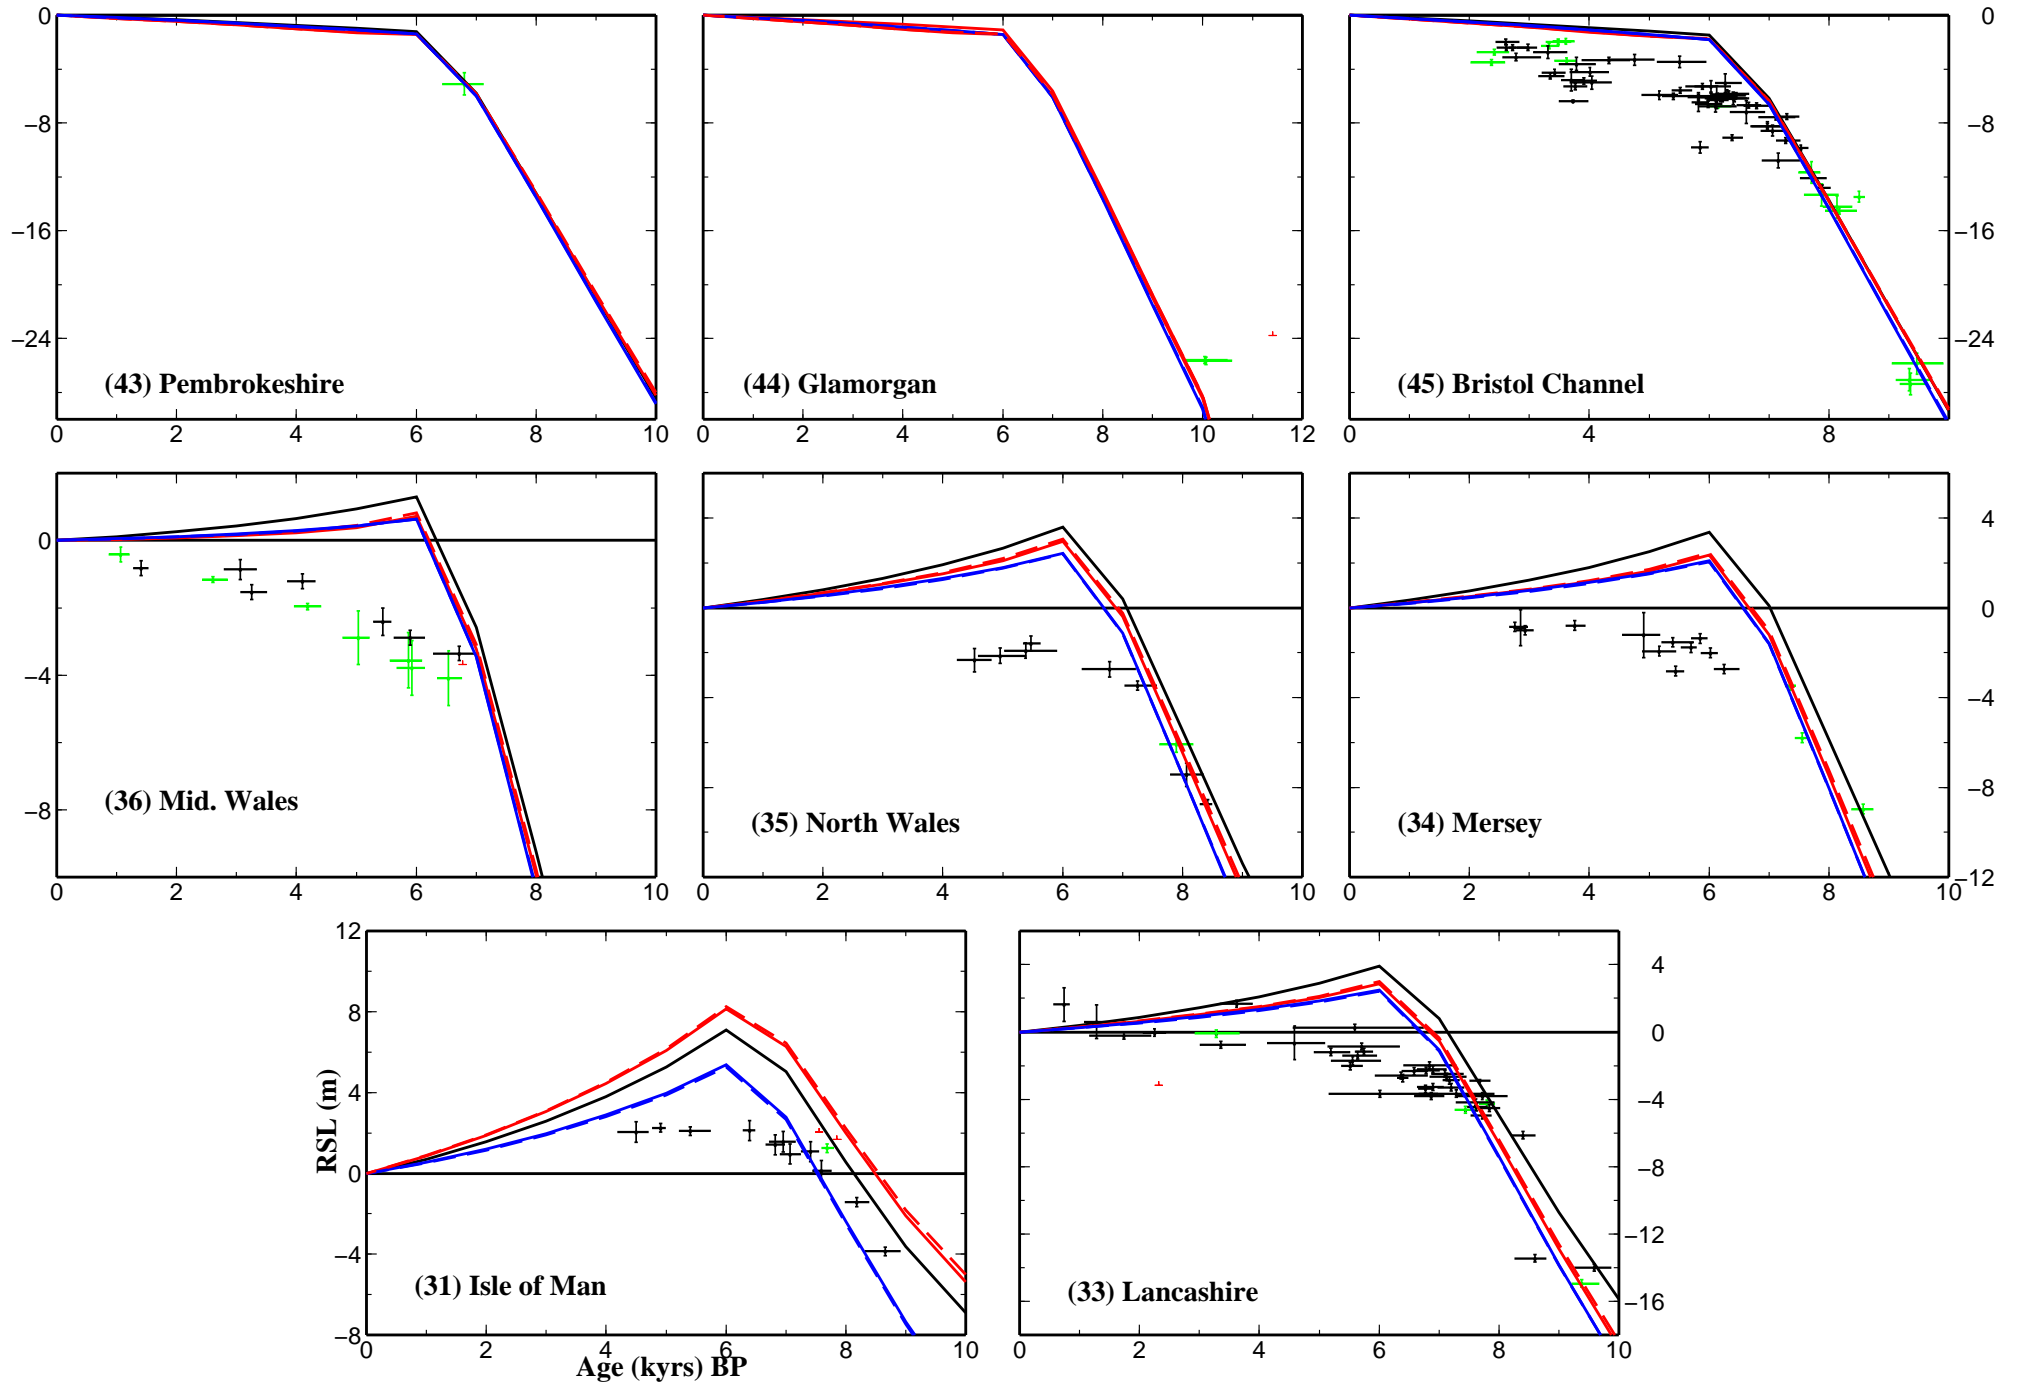 0
−8
−16
−24
(43) Pembrokeshire
0 2 4 6 8 10
(44) Glamorgan
0 2 4 6 8 10 12
0
−8
−16
−24
(45) Bristol Channel
0 4 8
0
−4
−8
(36) Mid. Wales
0 2 4 6 8 10
(35) North Wales
0 2 4 6 8 10
4
0
−4
−8
−12
(34) Mersey
0 2 4 6 8 10
12
8
4
0
−4
−8
RSL (m)
(31) Isle of Man
0 2 4 6 8 10
Age (kyrs) BP
4
0
−4
−8
−12
−16
(33) Lancashire
0 2 4 6 8 10